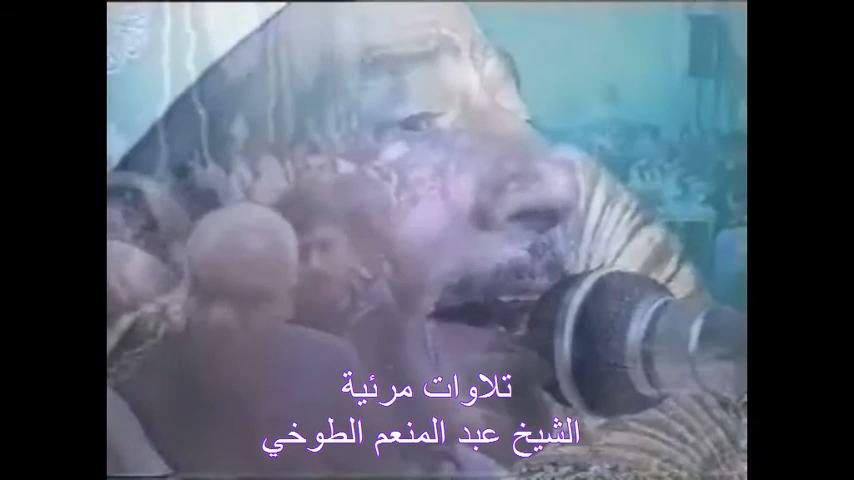 تلاوات مرئية
الشيخ عبد المنعم الطوخي